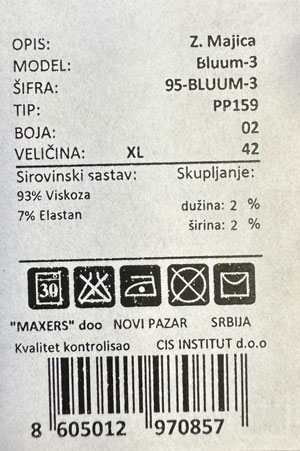 OPIS: Z. Majica
MODEL: Bluum-3
ŠIFRA: 95-BLUUM-3
TIP: PP159
BOJA: 02
VELIČINA: XL 42
Sirovinski sastav: Skupljanje:
93% Viskoza
7% Elastan
dužina: 2 %
širina: 2 %
30
"MAXERS" doo NOVI PAZAR SRBIJA
Kvalitet kontrolisao CIS INSTITUT d.o.o
8 605012 970857